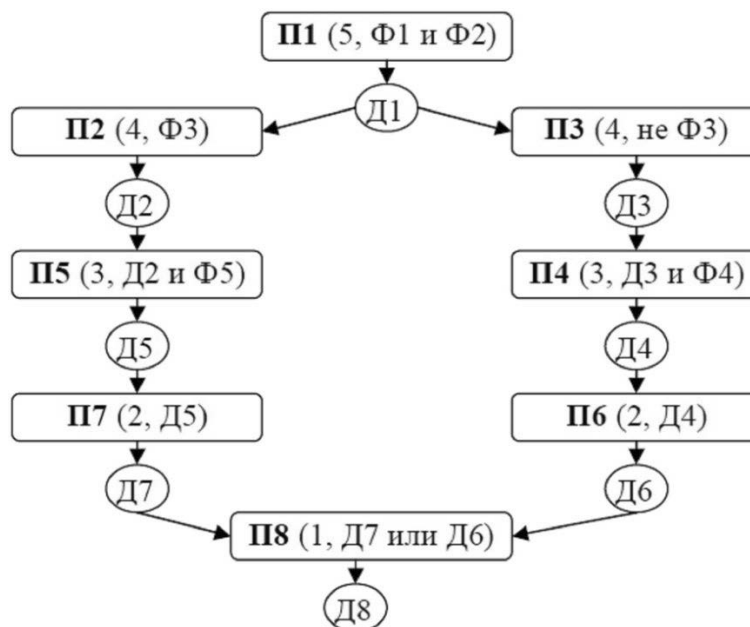 П1 (5, Ф1 и Ф2)
Д1
П2 (4, Ф3)
П3 (4, не Ф3)
Д2
Д3
П5 (3, Д2 и Ф5)
П4 (3, Д3 и Ф4)
Д5
Д4
П7 (2, Д5)
П6 (2, Д4)
Д7
Д6
П8 (1, Д7 или Д6)
Д8